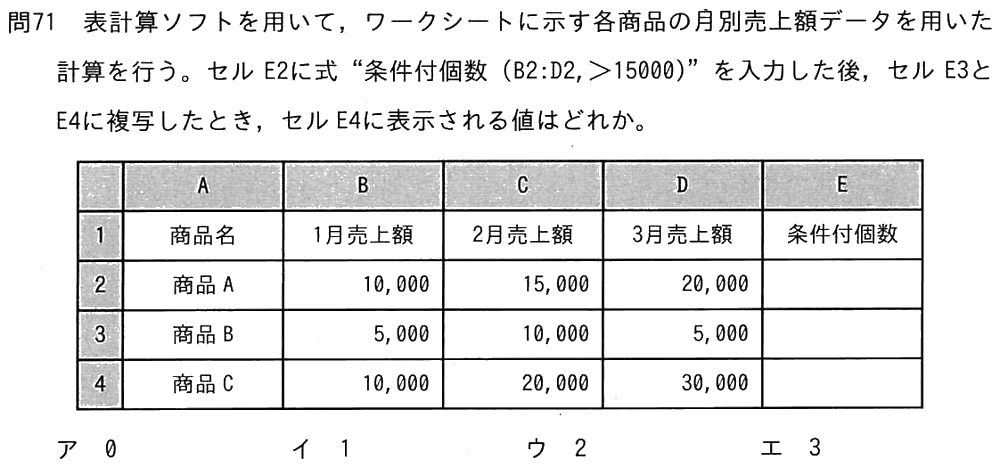 問71 表計算ソフトを用いて，ワークシートに示す各商品の月別売上額データを用いた
計算を行う。セル E2に式“条件付個数（B2:D2,＞15000）”を入力した後，セル E3と
E4に複写したとき，セル E4に表示される値はどれか。
A B C D E
1 商品名 1月売上額 2月売上額 3月売上額 条件付個数
2 商品 A 10,000 15,000 20,000
3 商品 B 5,000 10,000 5,000
4 商品 C 10,000 20,000 30,000
ア 0 イ 1 ウ 2 エ 3